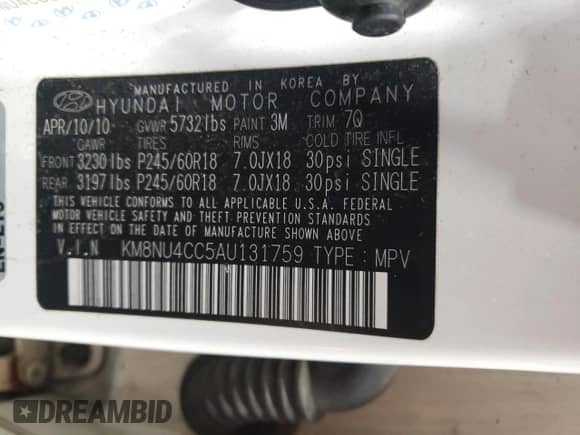 MANUFACTURED IN KOREA BY
HYUNDAI MOTOR COMPANY
APR/10/10 GVWR 5732lbs PAINT 3M TRIM 7Q
GAWR TIRES RIMS COLD TIRE INFL
FRONT 3230lbs P245/60R18 7.0JX18 30psi SINGLE
REAR 3197lbs P245/60R18 7.0JX18 30psi SINGLE
THIS VEHICLE CONFORMS TO ALL APPLICABLE U.S.A. FEDERAL
MOTOR VEHICLE SAFETY, BUMPER, AND THEFT PREVENTION STANDARDS
IN EFFECT ON THE DATE OF MANUFACTURE SHOWN ABOVE.
V.I.N KM8NU4CC5AU131759 TYPE : MPV
DREAMBID